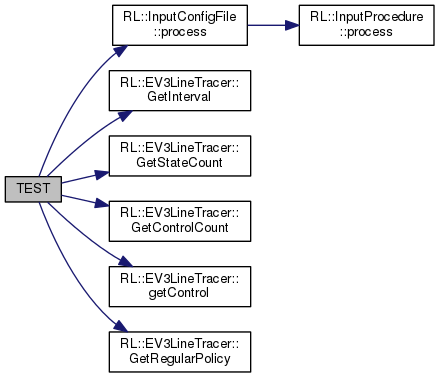 RL::InputConfigFile
::process
RL::InputProcedure
::process
RL::EV3LineTracer::
GetInterval
RL::EV3LineTracer::
GetStateCount
TEST
RL::EV3LineTracer::
GetControlCount
RL::EV3LineTracer::
getControl
RL::EV3LineTracer::
GetRegularPolicy